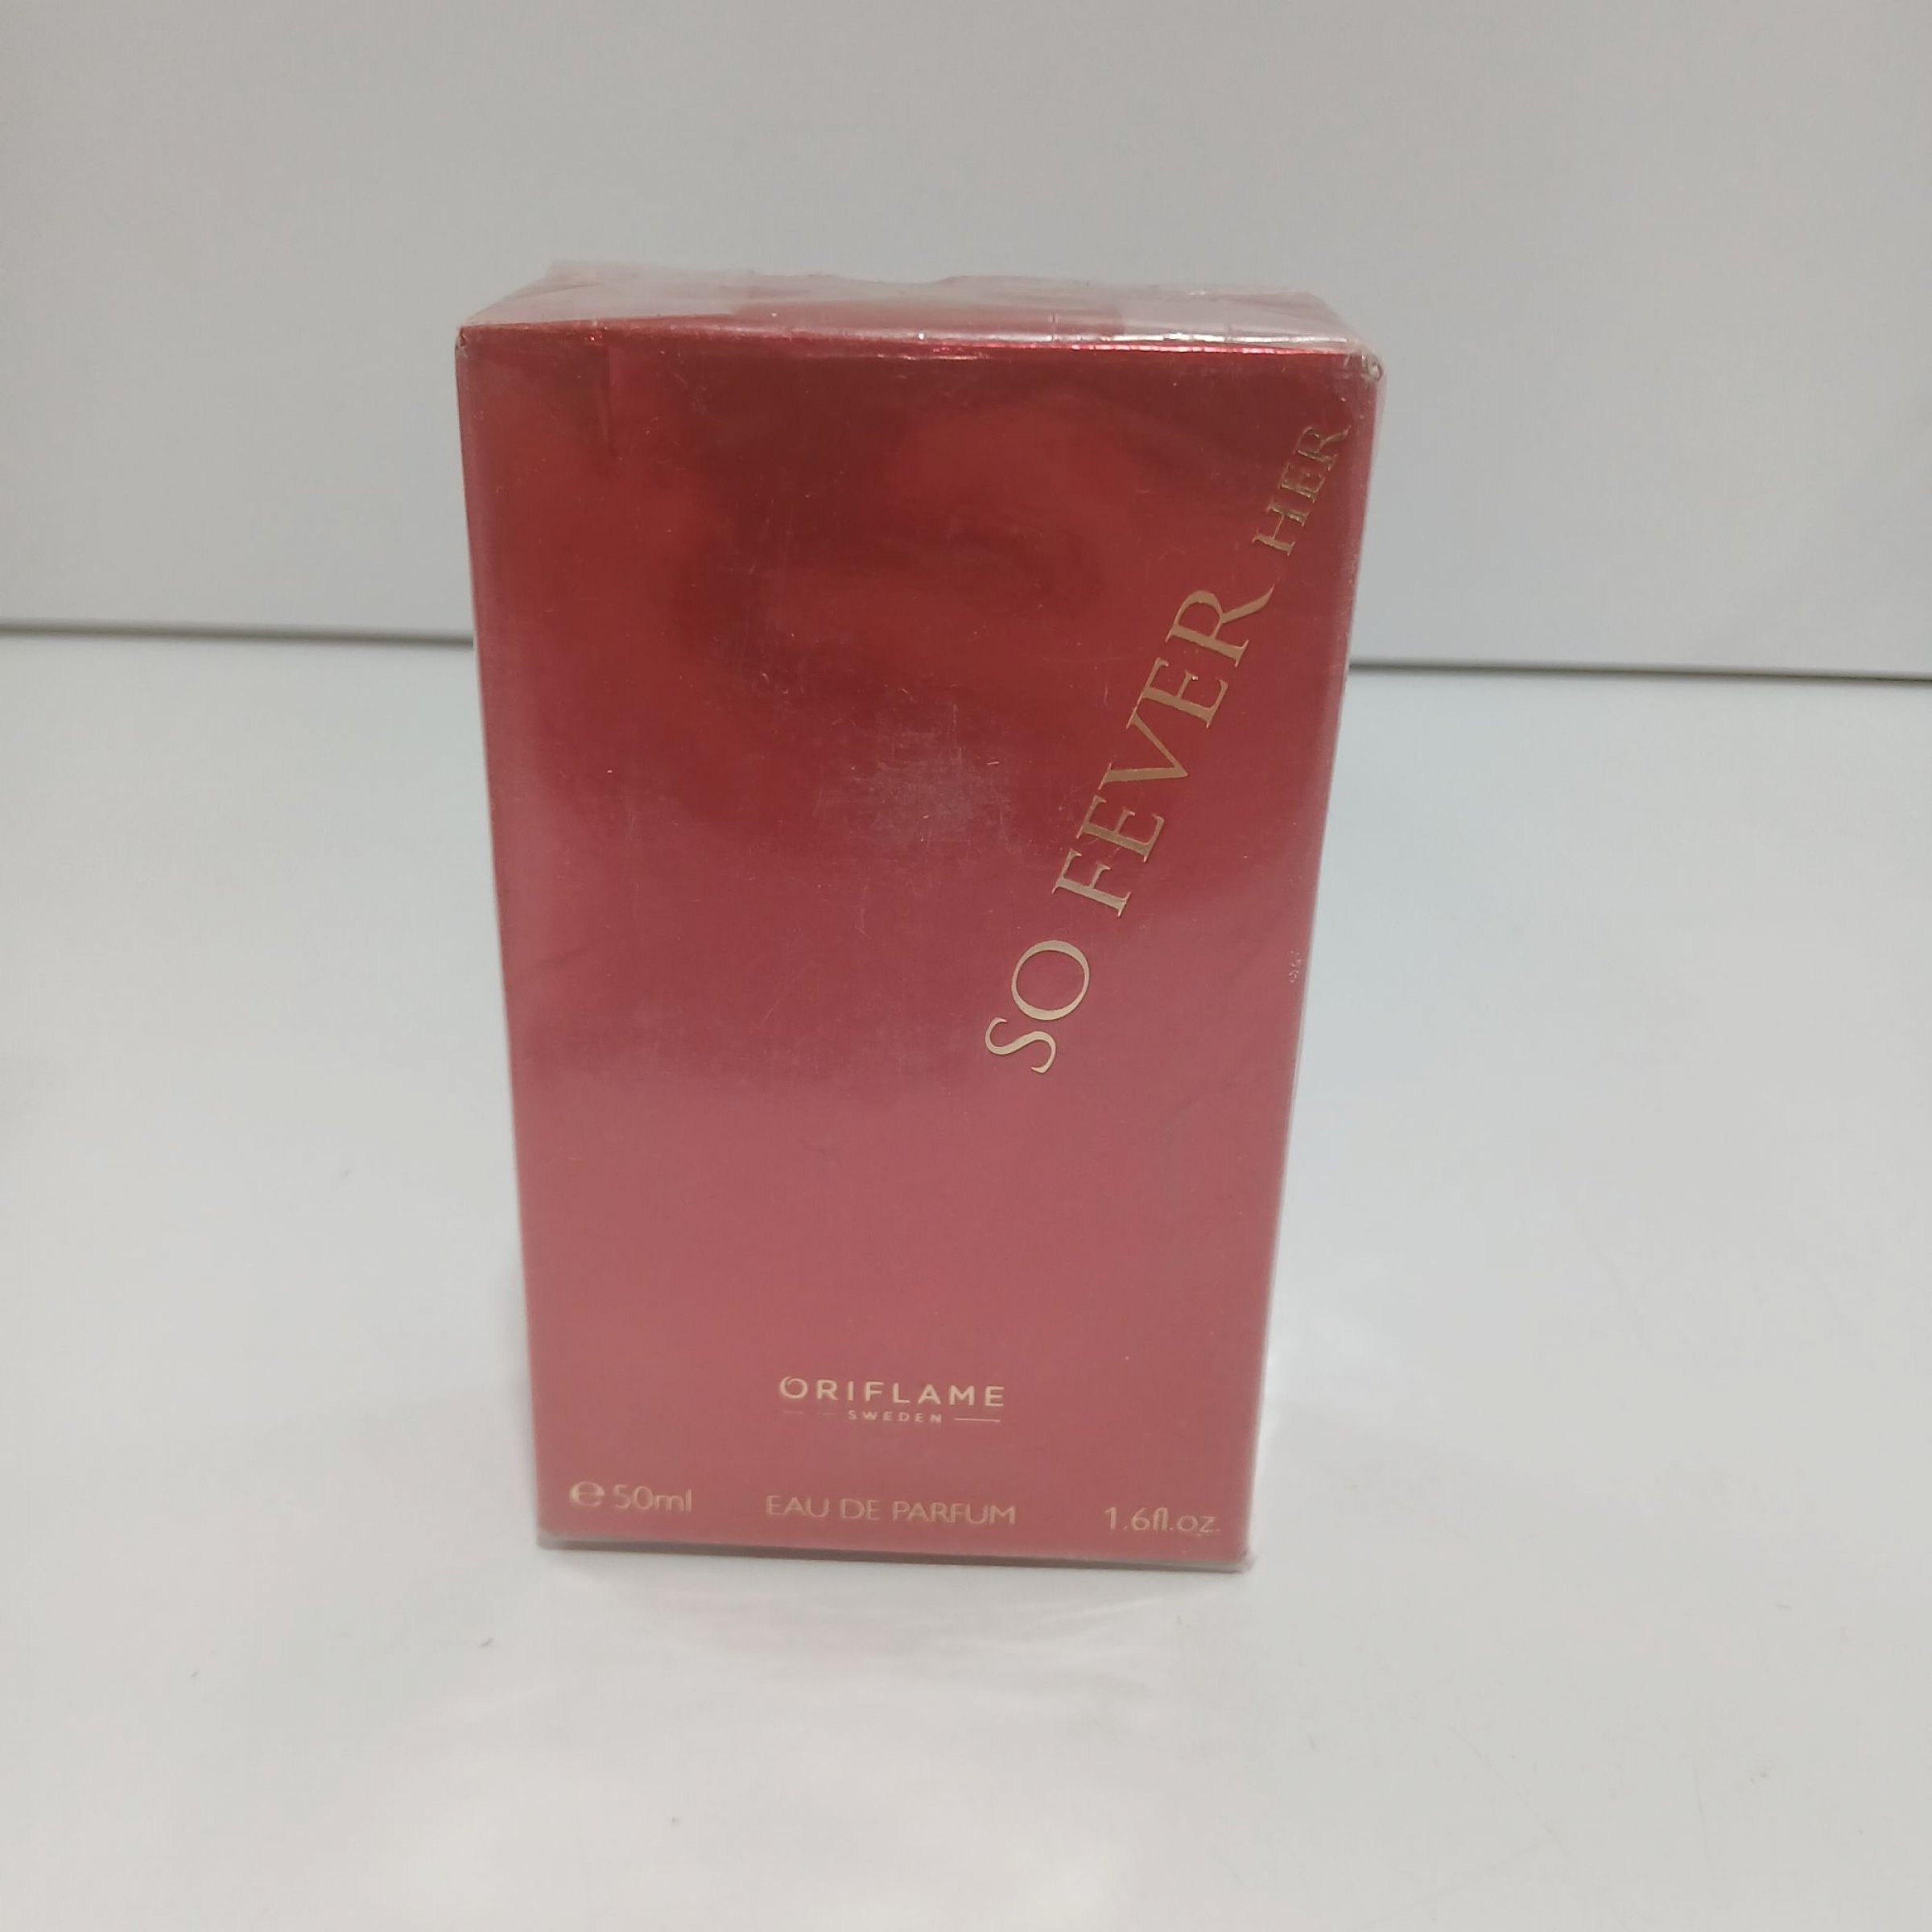 SO FEVER HER
ORIFLAME
SWEDEN
℮ 50ml EAU DE PARFUM 1.6fl.oz.